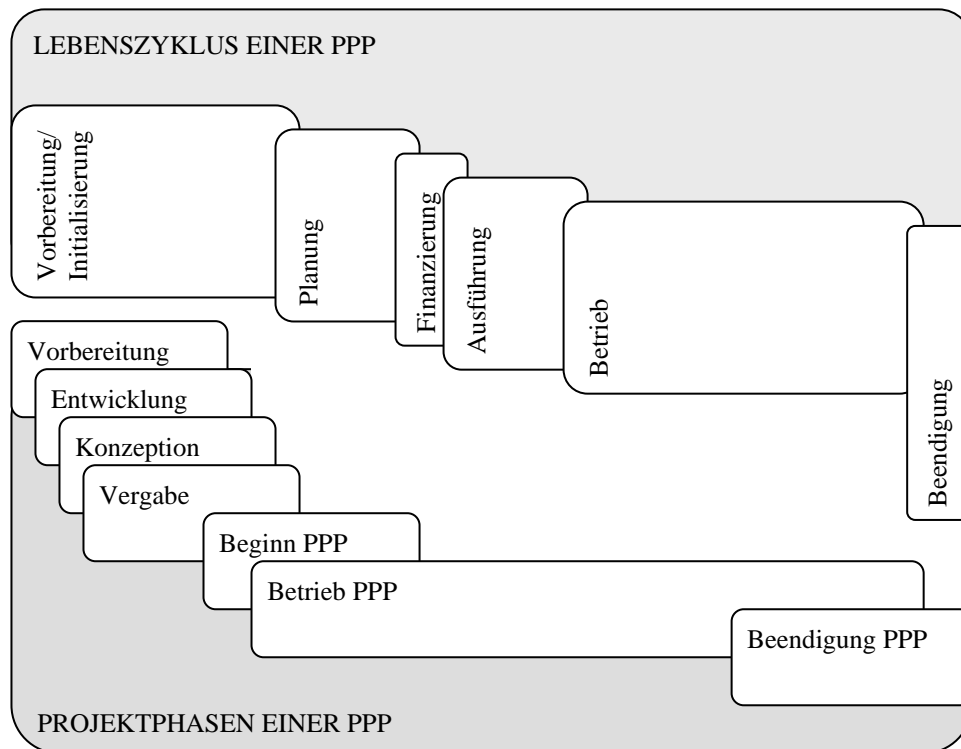 LEBENSZYKLUS EINER PPP
Vorbereitung/
Initialisierung
Planung
Finanzierung
Ausführung
Betrieb
Beendigung
Vorbereitung
Entwicklung
Konzeption
Vergabe
Beginn PPP
Betrieb PPP
Beendigung PPP
PROJEKTPHASEN EINER PPP